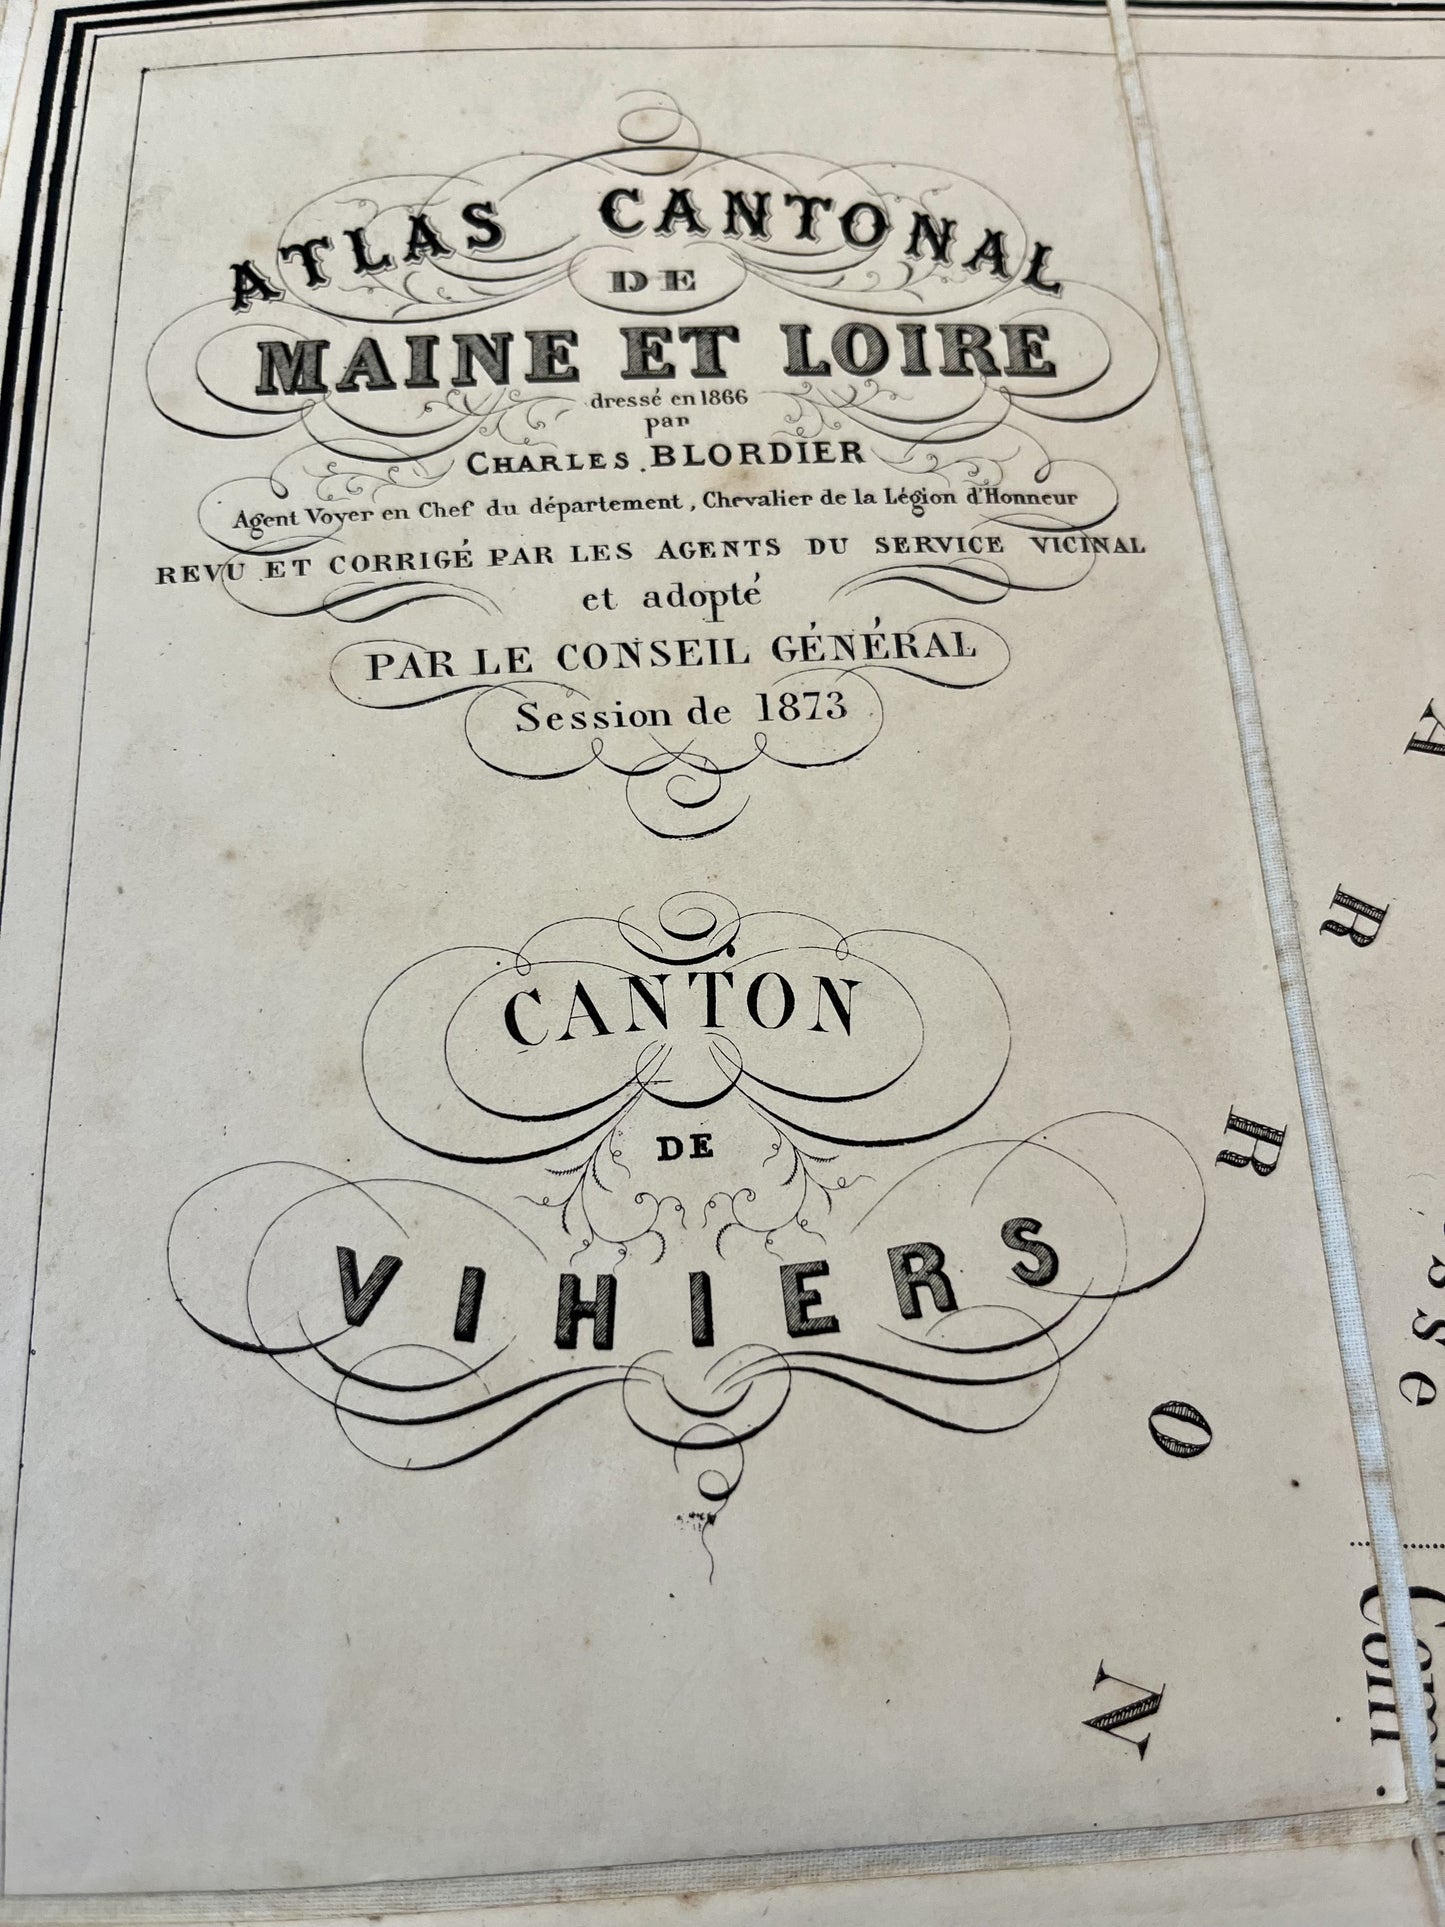 ATLAS CANTONAL
DE
MAINE ET LOIRE
dressé en 1866
par
CHARLES BLORDIER
Agent Voyer en Chef du département, Chevalier de la Légion d'Honneur
REVU ET CORRIGÉ PAR LES AGENTS DU SERVICE VICINAL
et adopté
PAR LE CONSEIL GÉNÉRAL
Session de 1873
CANTON
DE
VIHIERS
NORRA
Com